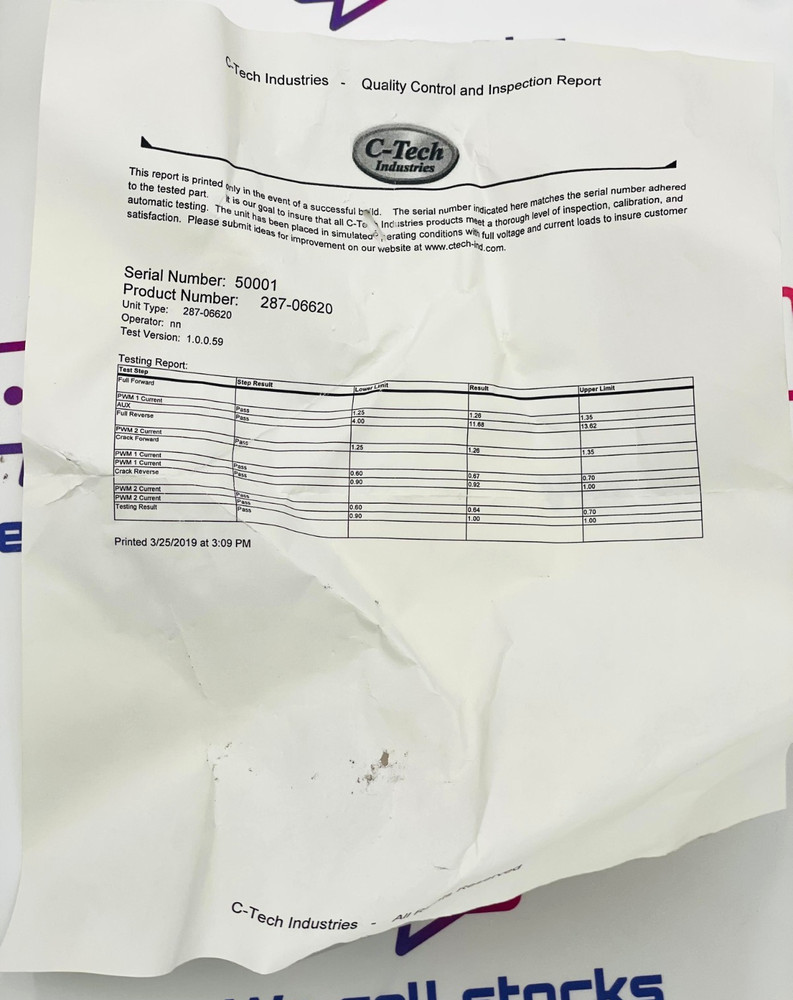 C-Tech Industries - Quality Control and Inspection Report
C-Tech
Industries
This report is printed only in the event of a successful build. The serial number indicated here matches the serial number adhered
to the tested part. It is our goal to insure that all C-Te Industries products meet a thorough level of inspection, calibration, and
automatic testing. The unit has been placed in simulated erating conditions with full voltage and current loads to insure customer
satisfaction. Please submit ideas for improvement on our website at www.ctech-ind.com.
Serial Number: 50001
Product Number: 287-06620
Unit Type: 287-06620
Operator: nn
Test Version: 1.0.0.59
Testing Report:
Test Step Step Result Lower Limit Result Upper Limit
Full Forward
PWM 1 Current Pass 1.25 1.26 1.35
AUX Pass 4.00 11.68 13.62
Full Reverse
PWM 2 Current Pass 1.25 1.26 1.35
Crack Forward
PWM 1 Current Pass 0.60 0.67 0.70
PWM 1 Current Pass 0.90 0.92 1.00
Crack Reverse
PWM 2 Current Pass 0.60 0.64 0.70
PWM 2 Current Pass 0.90 1.00 1.00
Testing Result Pass
Printed 3/25/2019 at 3:09 PM
C-Tech Industries - All Reserved
We sell stocks